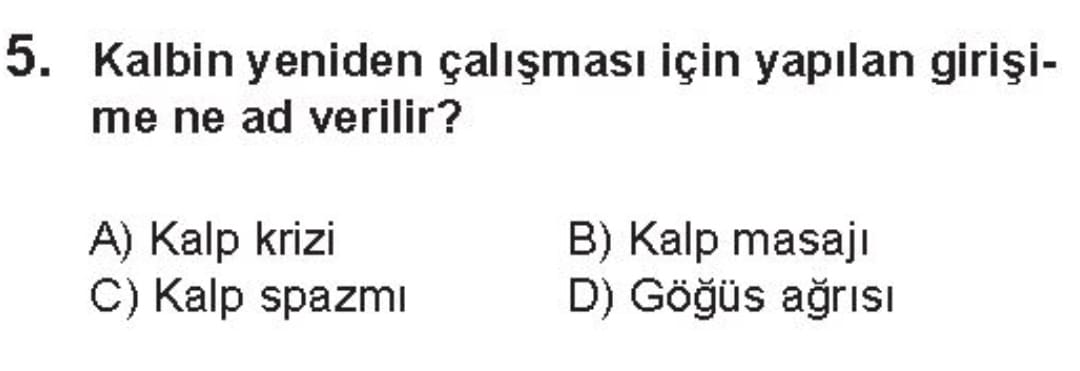 5. Kalbin yeniden çalışması için yapılan girişi-
me ne ad verilir?
A) Kalp krizi B) Kalp masajı
C) Kalp spazmı D) Göğüs ağrısı